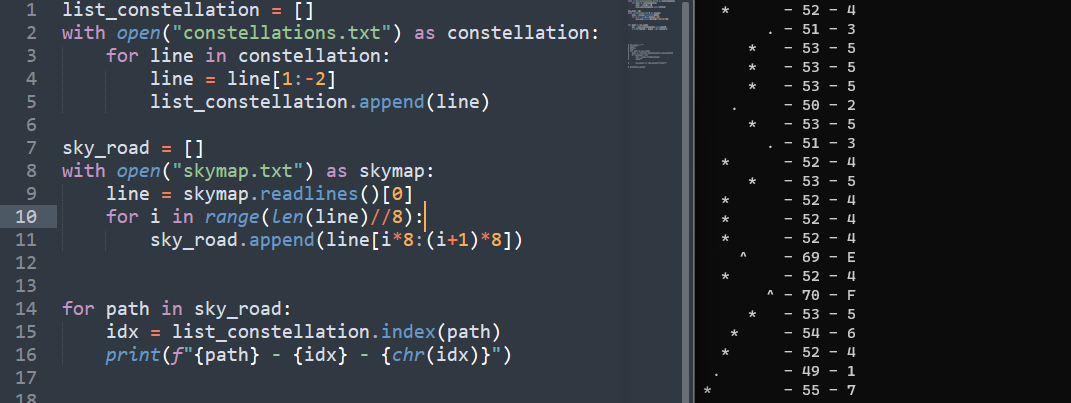 1 list_constellation = []
2 with open("constellations.txt") as constellation:
3 for line in constellation:
4 line = line[1:-2]
5 list_constellation.append(line)
6
7 sky_road = []
8 with open("skymap.txt") as skymap:
9 line = skymap.readlines()[0]
10 for i in range(len(line)//8):
11 sky_road.append(line[i*8:(i+1)*8])
12
13
14 for path in sky_road:
15 idx = list_constellation.index(path)
16 print(f"{path} - {idx} - {chr(idx)}")
17
18
  *      - 52 - 4
       . - 51 - 3
     *   - 53 - 5
     *   - 53 - 5
     *   - 53 - 5
   .     - 50 - 2
     *   - 53 - 5
       . - 51 - 3
  *      - 52 - 4
     *   - 53 - 5
  *      - 52 - 4
  *      - 52 - 4
  *      - 52 - 4
    ^    - 69 - E
  *      - 52 - 4
       ^ - 70 - F
     *   - 53 - 5
   *     - 54 - 6
  *      - 52 - 4
 .       - 49 - 1
*        - 55 - 7